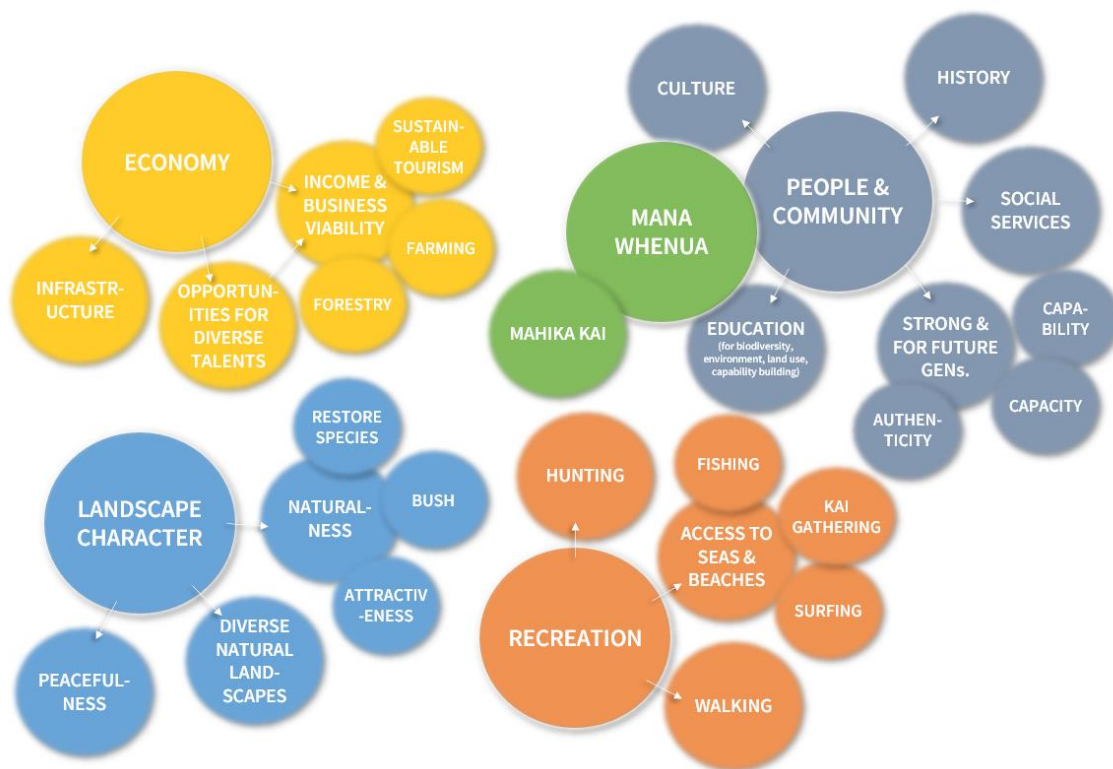 ECONOMY
INFRASTR-
UCTURE
OPPORTUN-
ITIES FOR
DIVERSE
TALENTS
INCOME &
BUSINESS
VIABILITY
SUSTAIN-
ABLE
TOURISM
FARMING
FORESTRY
CULTURE
HISTORY
PEOPLE &
COMMUNITY
MANA
WHENUA
MAHIKA KAI
SOCIAL
SERVICES
EDUCATION
(for biodiversity,
environment, land use,
capability building)
STRONG &
FOR FUTURE
GENs.
CAPA-
BILITY
CAPACITY
AUTHEN-
TICITY
LANDSCAPE
CHARACTER
RESTORE
SPECIES
NATURAL-
NESS
BUSH
ATTRACTIV
-ENESS
DIVERSE
NATURAL
LAND-
SCAPES
PEACEFUL-
NESS
RECREATION
HUNTING
FISHING
ACCESS TO
SEAS &
BEACHES
KAI
GATHERING
SURFING
WALKING